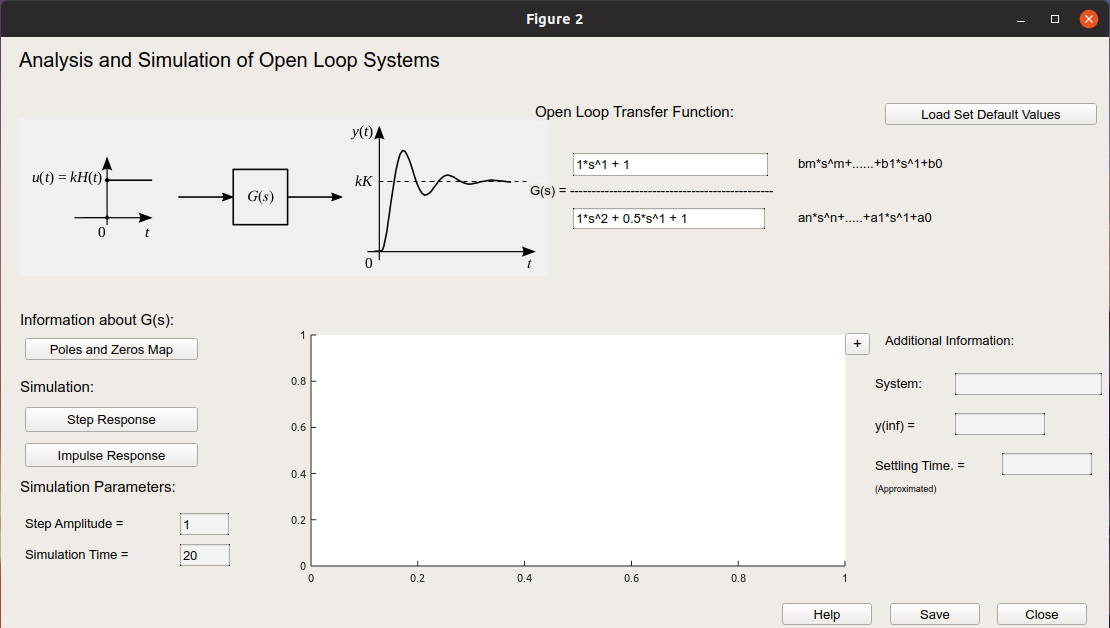 Figure 2
Analysis and Simulation of Open Loop Systems
Open Loop Transfer Function:
Load Set Default Values
y(t)
u(t) = kH(t)
kK
G(s)
0
t
0
t
1*s^1 + 1
bm*s^m+......+b1*s^1+b0
G(s) = ---------------------------------------------------
1*s^2 + 0.5*s^1 + 1
an*s^n+.....+a1*s^1+a0
Information about G(s):
Poles and Zeros Map
Simulation:
Step Response
Impulse Response
Simulation Parameters:
Step Amplitude =
1
Simulation Time =
20
1
0.8
0.6
0.4
0.2
0
0
0.2
0.4
0.6
0.8
1
+
Additional Information:
System:
y(inf) =
Settling Time. =
(Approximated)
Help
Save
Close